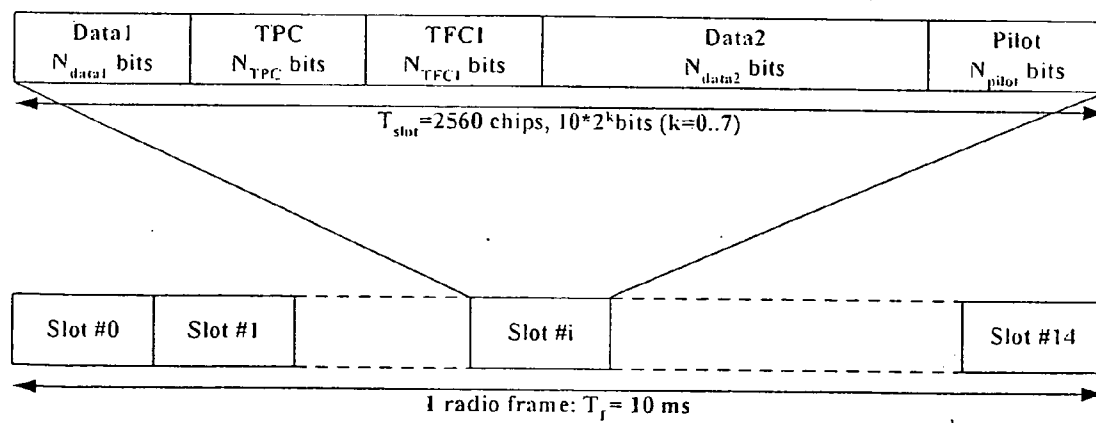 Data1 TPC TFCI Data2 Pilot
N_data1 bits N_TPC bits N_TFCI bits N_data2 bits N_pilot bits
T_slot=2560 chips, 10*2^k bits (k=0..7)
Slot #0 Slot #1 Slot #i Slot #14
1 radio frame: T_f = 10 ms